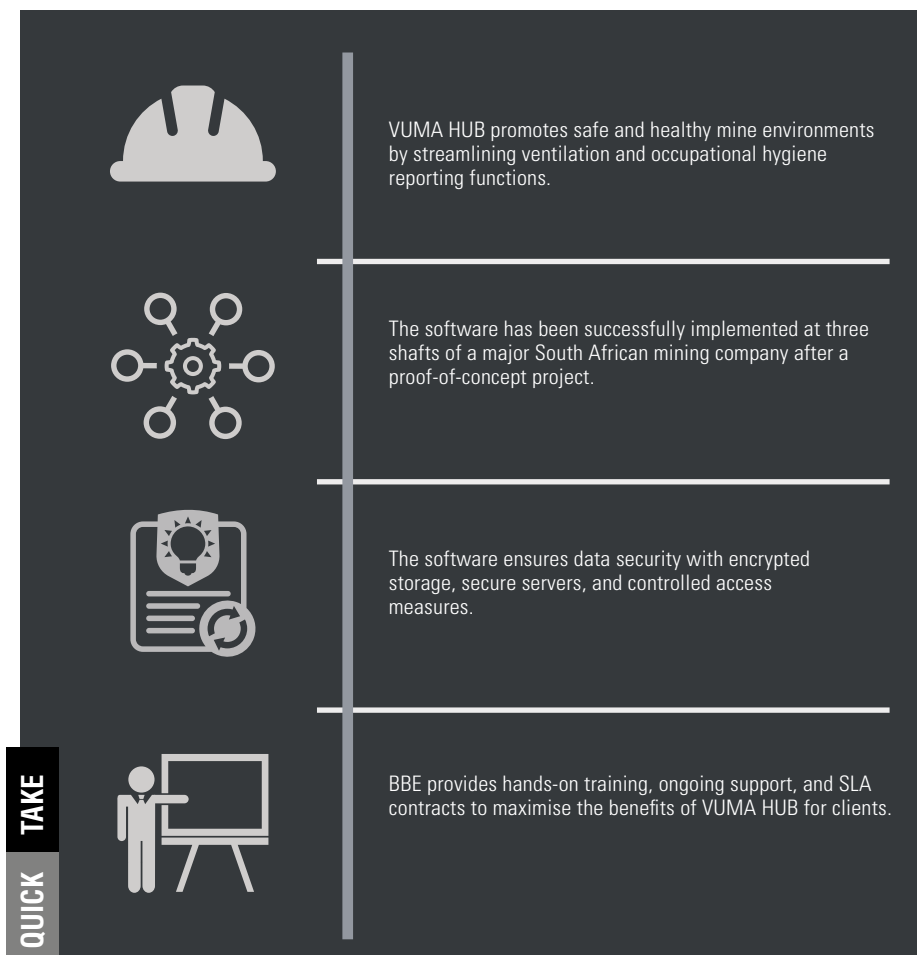 VUMA HUB promotes safe and healthy mine environments
by streamlining ventilation and occupational hygiene
reporting functions.
The software has been successfully implemented at three
shafts of a major South African mining company after a
proof-of-concept project.
The software ensures data security with encrypted
storage, secure servers, and controlled access
measures.
BBE provides hands-on training, ongoing support, and SLA
contracts to maximise the benefits of VUMA HUB for clients.
QUICK TAKE